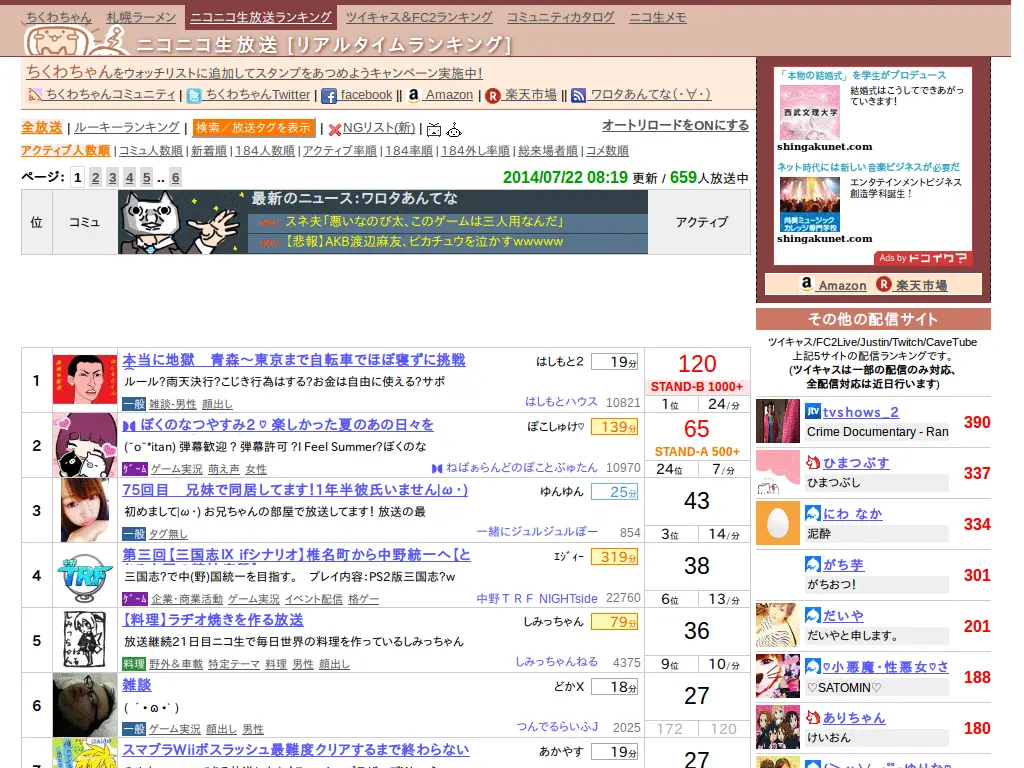 ちくわちゃん 札幌ラーメン ニコニコ生放送ランキング ツイキャス＆FC2ランキング コミュニティカタログ ニコ生メモ
ニコニコ生放送 [リアルタイムランキング]
ちくわちゃんをウォッチリストに追加してスタンプをあつめようキャンペーン実施中！
ちくわちゃんコミュニティ | ちくわちゃんTwitter | facebook || Amazon | 楽天市場 || ワロタあんてな(･∀･)
全放送 | ルーキーランキング | 検索／放送タグを表示 | NGリスト(新) |
オートリロードをONにする
アクティブ人数順 | コミュ人数順 | 新着順 | 184人数順 | アクティブ率順 | 184率順 | 184外し率順 | 総来場者順 | コメ数順
ページ: 1 2 3 4 5 .. 6
2014/07/22 08:19 更新 / 659人放送中
位 コミュ
最新のニュース：ワロタあんてな
スネ夫「悪いなのび太、このゲームは三人用なんだ」
【悲報】AKB渡辺麻友、ピカチュウを泣かすwwwww
アクティブ
1
本当に地獄　青森～東京まで自転車でほぼ寝ずに挑戦
はしもと2 19分
ルール?雨天決行?こじき行為はする?お金は自由に使える?サポ
一般 雑談-男性 顔出し
はしもとハウス 10821
120
STAND-B 1000+
1位 24/分
2
ぼくのなつやすみ２♡ 楽しかった夏のあの日々を
ぽこしゅけ♡ 139分
(˘o˘*itan) 弾幕歓迎？弾幕許可？I Feel Summer?ぼくのな
ゲーム ゲーム実況 萌え声 女性
ねばぁらんどのぽことぶゅたん 10970
65
STAND-A 500+
24位 7/分
3
75回目　兄妹で同居してます！1年半彼氏いません|ω・)
ゆんゆん 25分
初めまして|ω・) お兄ちゃんの部屋で放送してます！ 放送の最
一般 タグ無し
一緒にジュルジュルぽー 854
43
3位 14/分
4
第三回【三国志Ⅸ ifシナリオ】椎名町から中野統一へ【と
ｴｼﾞｨｰ 319分
三国志?で中(野)国統一を目指す。　プレイ内容：PS2版三国志?w
ゲーム 企業・商業活動 ゲーム実況 イベント配信 格ゲー
中野ＴＲＦ NIGHTside 22760
38
6位 13/分
5
【料理】ラヂオ焼きを作る放送
しみっちゃん 79分
放送継続21日目ニコ生で毎日世界の料理を作っているしみっちゃん
料理 野外＆車載 特定テーマ 料理 男性 顔出し
しみっちゃんねる 4375
36
9位 10/分
6
雑談
どかX 18分
( ´・ω・`)
一般 ゲーム実況 顔出し 男性
つんでるらいふJ 2025
27
172 120
スマブラWiiボスラッシュ最難度クリアするまで終わらない
あかやす 19分
27
「本物の結婚式」を学生がプロデュース
西武文理大学
結婚式はこうしてできあがっていきます！
shingakunet.com
ネット時代には新しい音楽ビジネスが必要だ
尚美ミュージックカレッジ専門学校
エンタテインメントビジネス創造学科誕生！
shingakunet.com
Ads by ドコイク？
Amazon 楽天市場
その他の配信サイト
ツイキャス/FC2Live/Justin/Twitch/CaveTube
上記5サイトの配信ランキングです。
(ツイキャスは一部の配信のみ対応、
全配信対応は近日行います)
jtv tvshows_2
Crime Documentary - Ran
390
ひまつぶす
ひまつぶし
337
にわ なか
泥酔
334
がち芋
がちおつ！
301
だいや
だいやと申します。
201
♡小悪魔・性悪女♡さ
♡SATOMIN♡
188
ありちゃん
けいおん
180